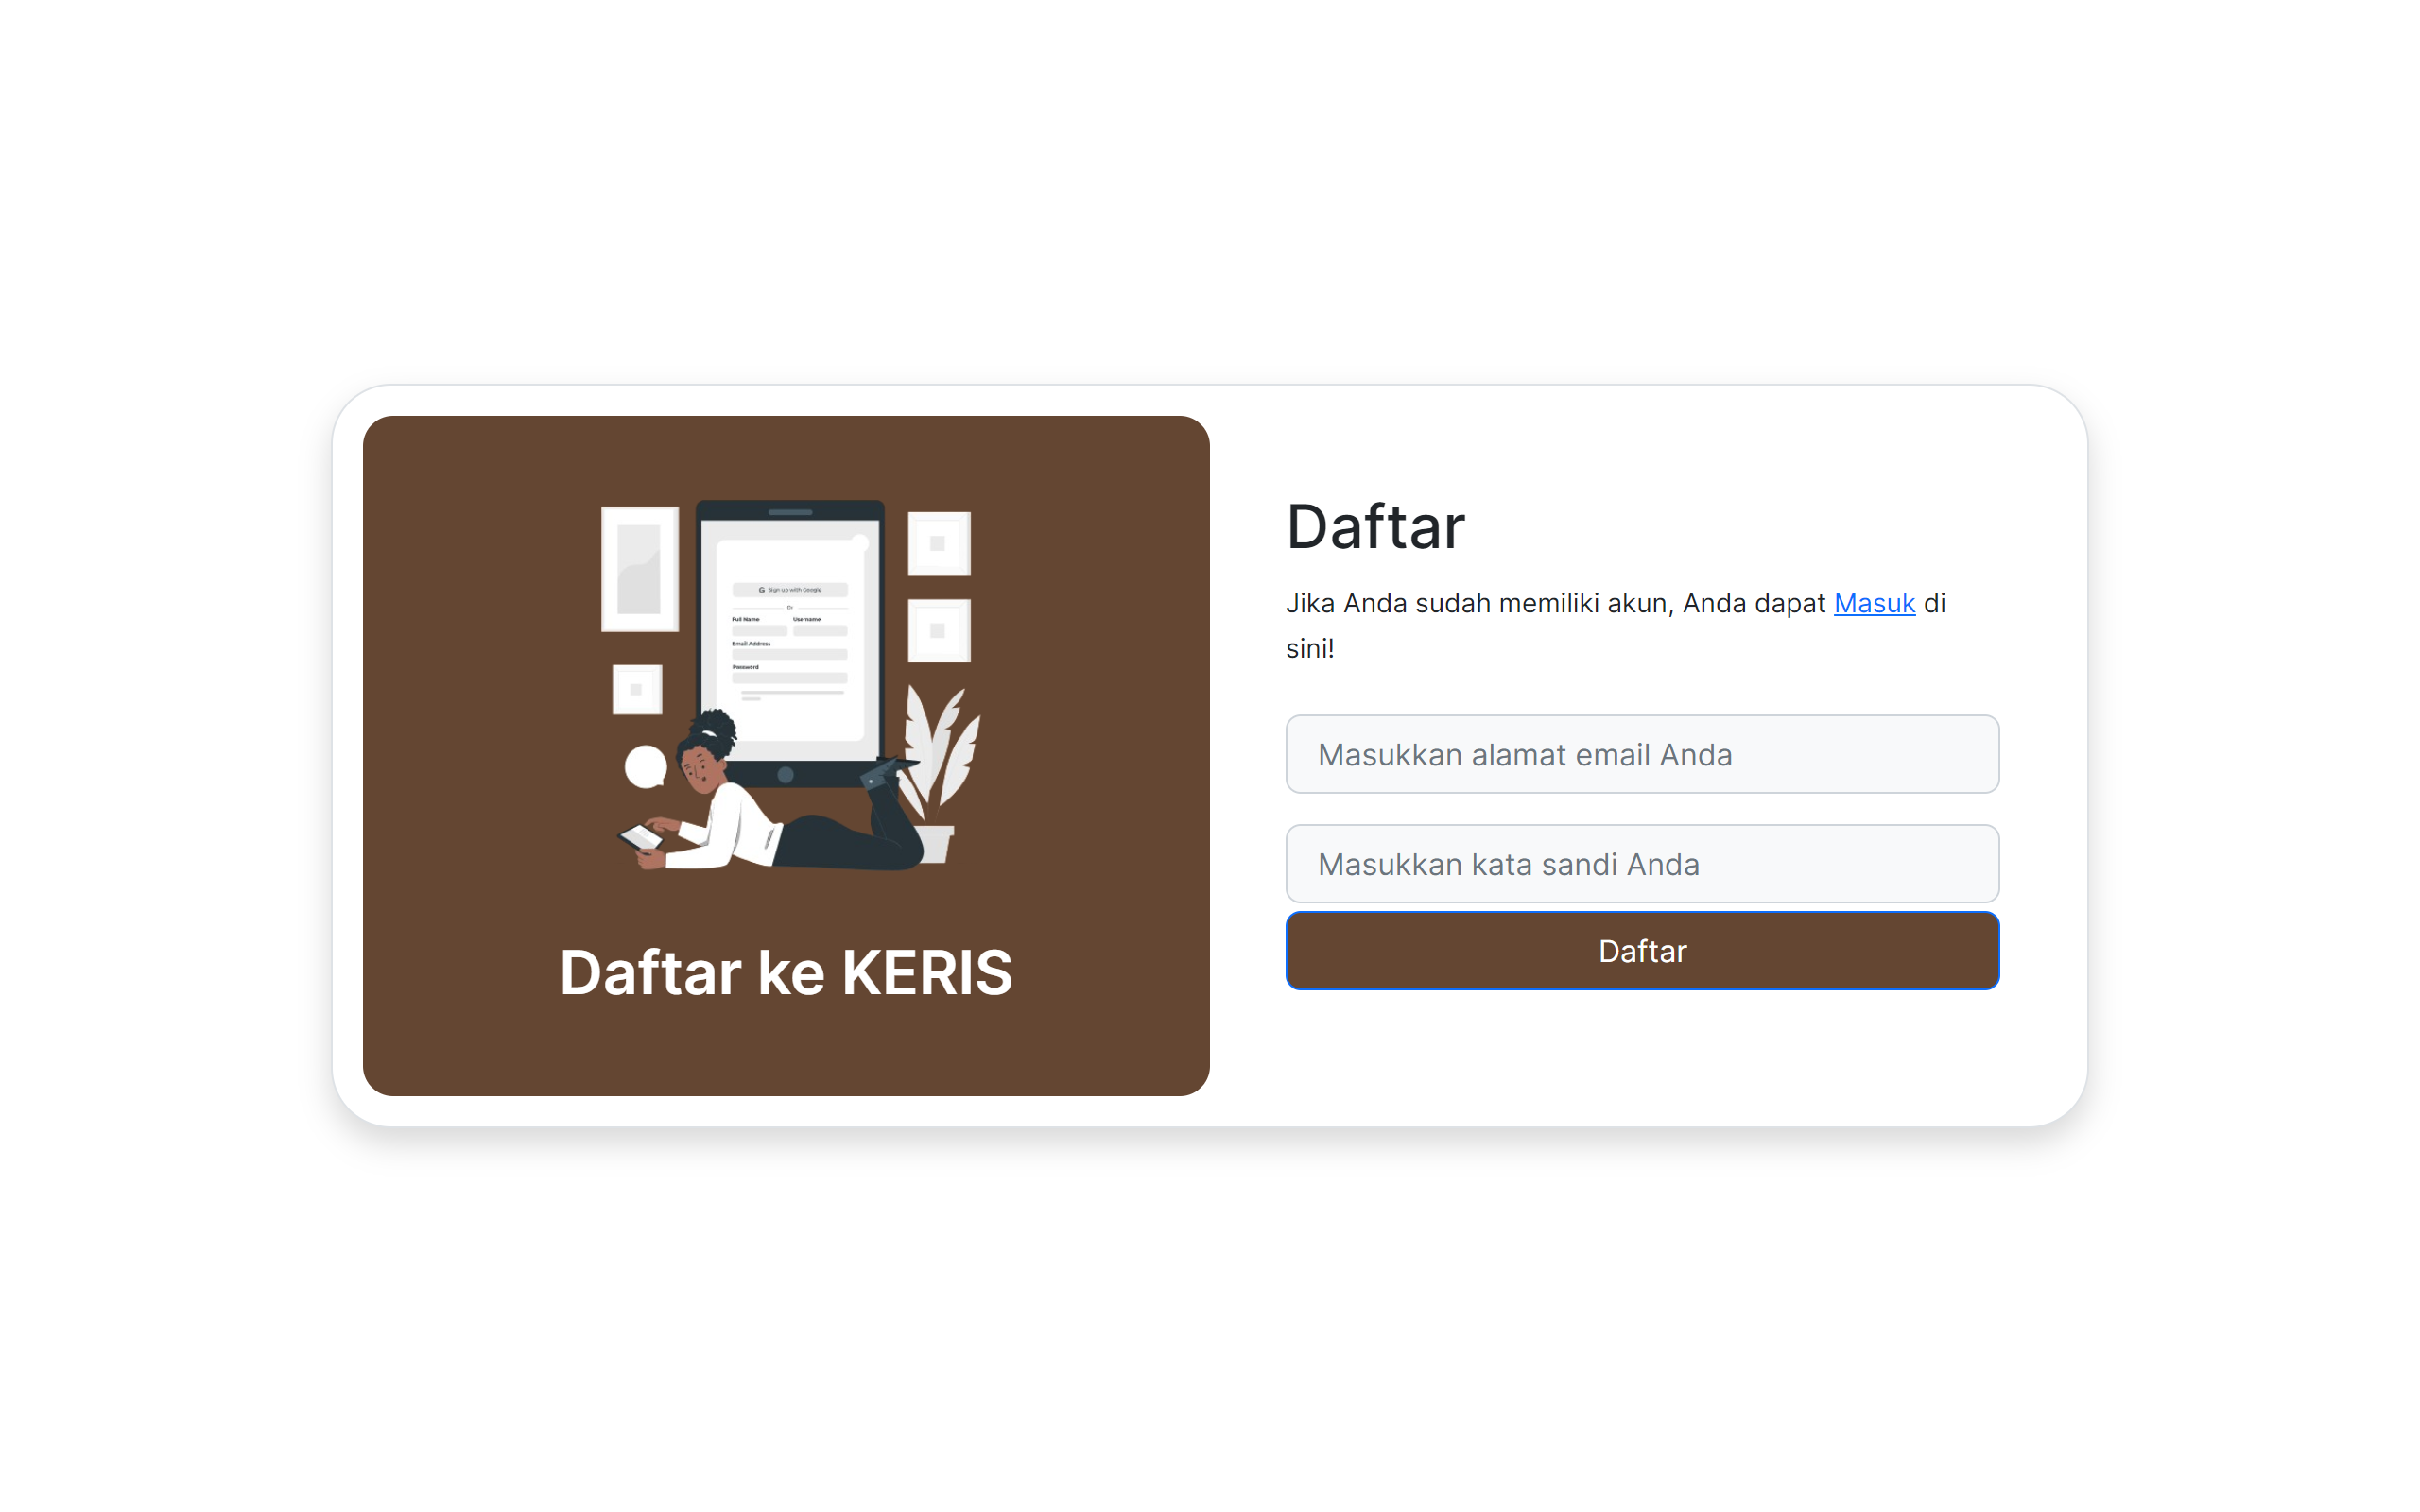 Sign up with Google
Or
Full Name Username
Email Address
Password
Daftar ke KERIS
Daftar
Jika Anda sudah memiliki akun, Anda dapat Masuk di
sini!
Masukkan alamat email Anda
Masukkan kata sandi Anda
Daftar